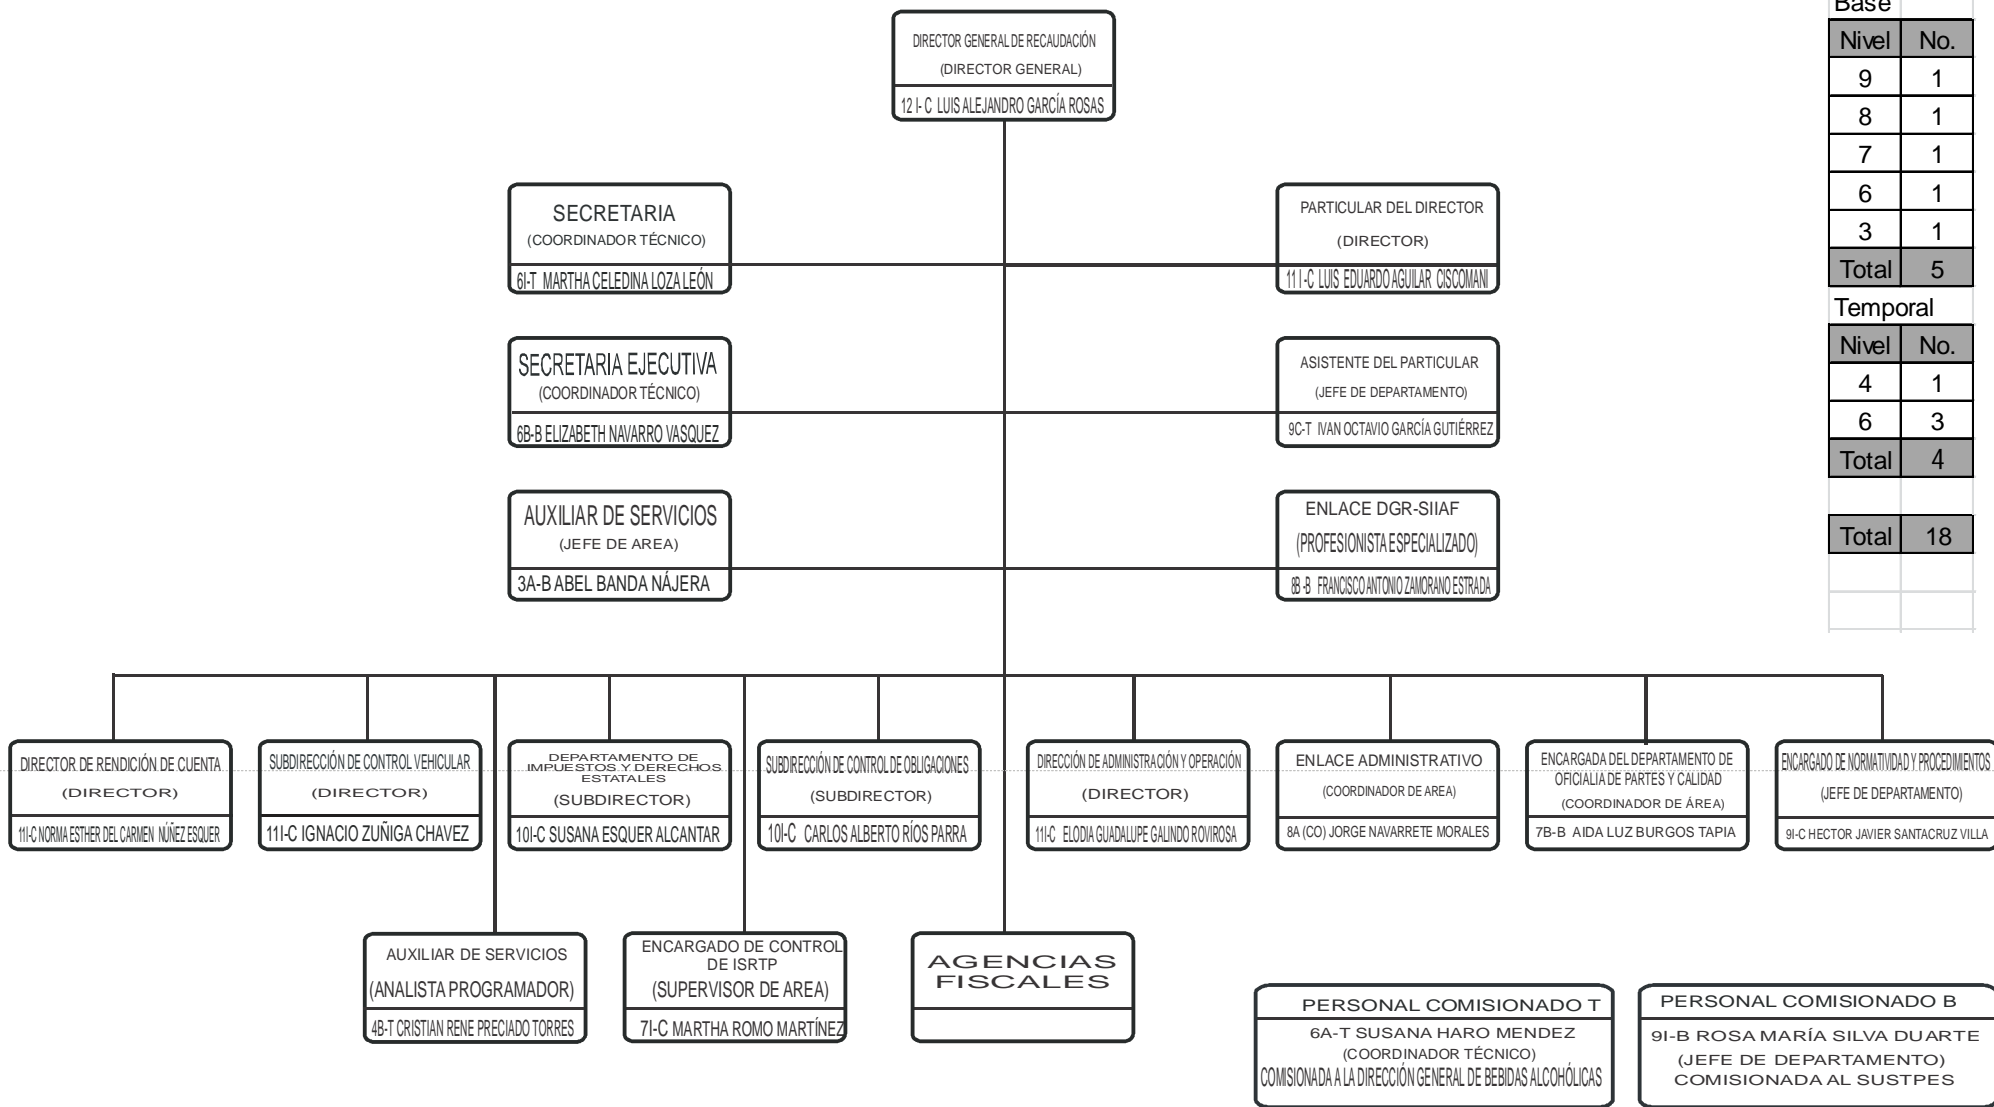 DIRECTOR GENERAL DE RECAUDACIÓN
(DIRECTOR GENERAL)
12 I- C LUIS ALEJANDRO GARCÍA ROSAS
SECRETARIA
(COORDINADOR TÉCNICO)
6I-T MARTHA CELEDINA LOZA LEÓN
PARTICULAR DEL DIRECTOR
(DIRECTOR)
11 I -C LUIS EDUARDO AGUILAR CISCOMANI
SECRETARIA EJECUTIVA
(COORDINADOR TÉCNICO)
6B-B ELIZABETH NAVARRO VASQUEZ
ASISTENTE DEL PARTICULAR
(JEFE DE DEPARTAMENTO)
9C-T IVAN OCTAVIO GARCÍA GUTIÉRREZ
AUXILIAR DE SERVICIOS
(JEFE DE AREA)
3A-B ABEL BANDA NÁJERA
ENLACE DGR-SIIAF
(PROFESIONISTA ESPECIALIZADO)
8B -B FRANCISCO ANTONIO ZAMORANO ESTRADA
Base
Nivel No.
9 1
8 1
7 1
6 1
3 1
Total 5
Temporal
Nivel No.
4 1
6 3
Total 4
Total 18
DIRECTOR DE RENDICIÓN DE CUENTA
(DIRECTOR)
11I-C NORMA ESTHER DEL CARMEN NÚÑEZ ESQUER
SUBDIRECCIÓN DE CONTROL VEHICULAR
(DIRECTOR)
11I-C IGNACIO ZUÑIGA CHAVEZ
DEPARTAMENTO DE
IMPUESTOS Y DERECHOS
ESTATALES
(SUBDIRECTOR)
10I-C SUSANA ESQUER ALCANTAR
SUBDIRECCIÓN DE CONTROL DE OBLIGACIONES
(SUBDIRECTOR)
10I-C CARLOS ALBERTO RÍOS PARRA
DIRECCIÓN DE ADMINISTRACIÓN Y OPERACIÓN
(DIRECTOR)
11I-C ELODIA GUADALUPE GALINDO ROVIROSA
ENLACE ADMINISTRATIVO
(COORDINADOR DE AREA)
8A (CO) JORGE NAVARRETE MORALES
ENCARGADA DEL DEPARTAMENTO DE
OFICIALIA DE PARTES Y CALIDAD
(COORDINADOR DE ÁREA)
7B-B AIDA LUZ BURGOS TAPIA
ENCARGADO DE NORMATIVIDAD Y PROCEDIMIENTOS
(JEFE DE DEPARTAMENTO)
9I-C HECTOR JAVIER SANTACRUZ VILLA
AUXILIAR DE SERVICIOS
(ANALISTA PROGRAMADOR)
4B-T CRISTIAN RENE PRECIADO TORRES
ENCARGADO DE CONTROL
DE ISRTP
(SUPERVISOR DE AREA)
7I-C MARTHA ROMO MARTÍNEZ
AGENCIAS
FISCALES
PERSONAL COMISIONADO T
6A-T SUSANA HARO MENDEZ
(COORDINADOR TÉCNICO)
COMISIONADA A LA DIRECCIÓN GENERAL DE BEBIDAS ALCOHÓLICAS
PERSONAL COMISIONADO B
9I-B ROSA MARÍA SILVA DUARTE
(JEFE DE DEPARTAMENTO)
COMISIONADA AL SUSTPES